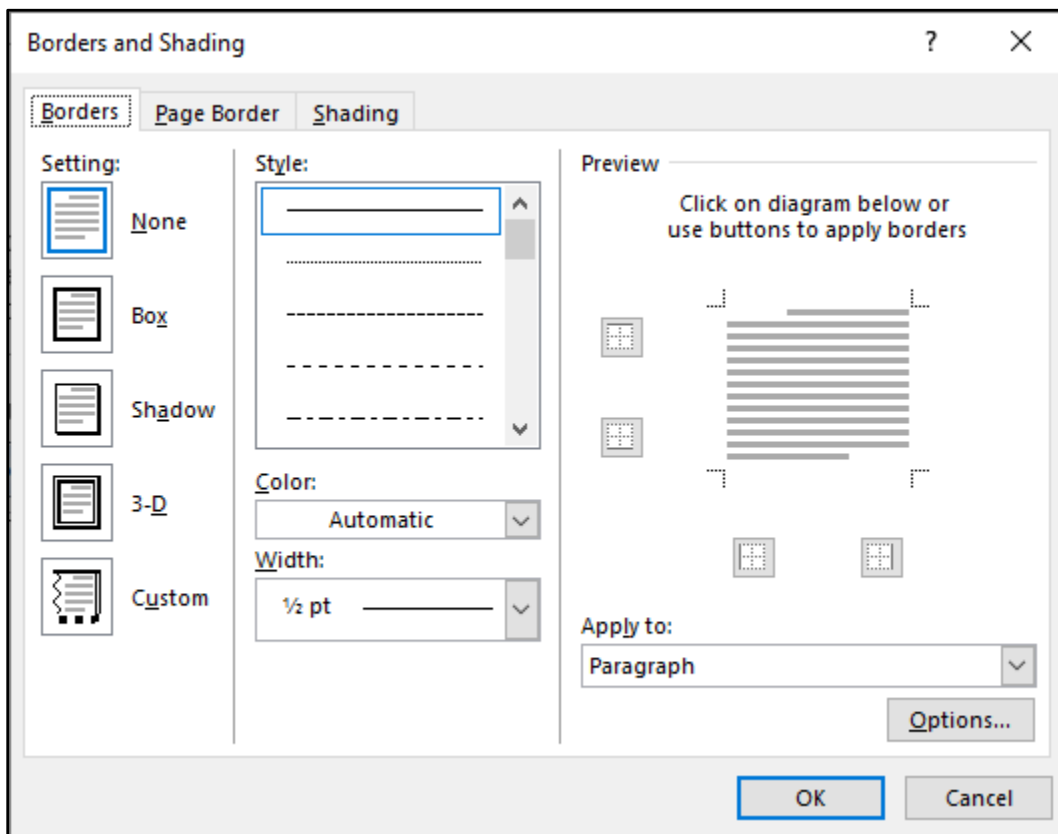 Borders and Shading
?
Borders
Page Border
Shading
Setting:
None
Box
Shadow
3-D
Custom
Style:
Color:
Automatic
Width:
½ pt
Preview
Click on diagram below or
use buttons to apply borders
Apply to:
Paragraph
Options...
OK
Cancel